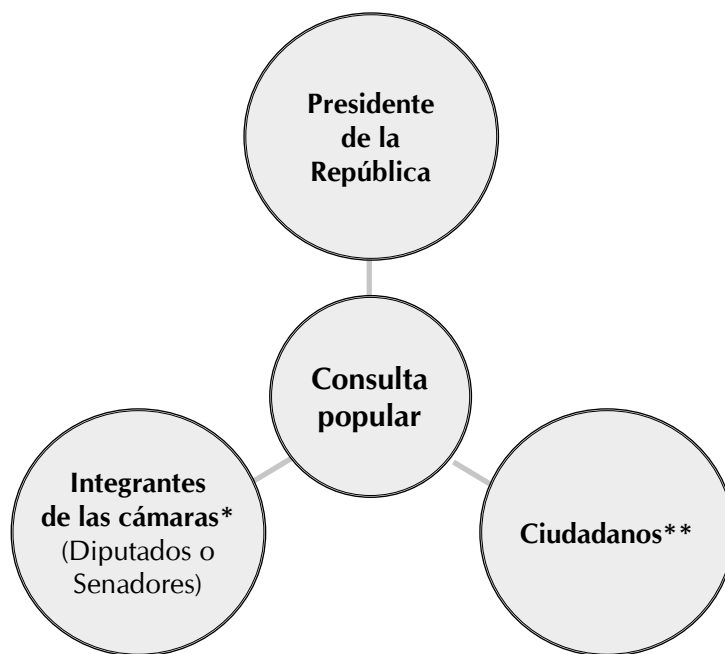 Presidente
de la
República
Consulta
popular
Integrantes
de las cámaras*
(Diputados o
Senadores)
Ciudadanos**